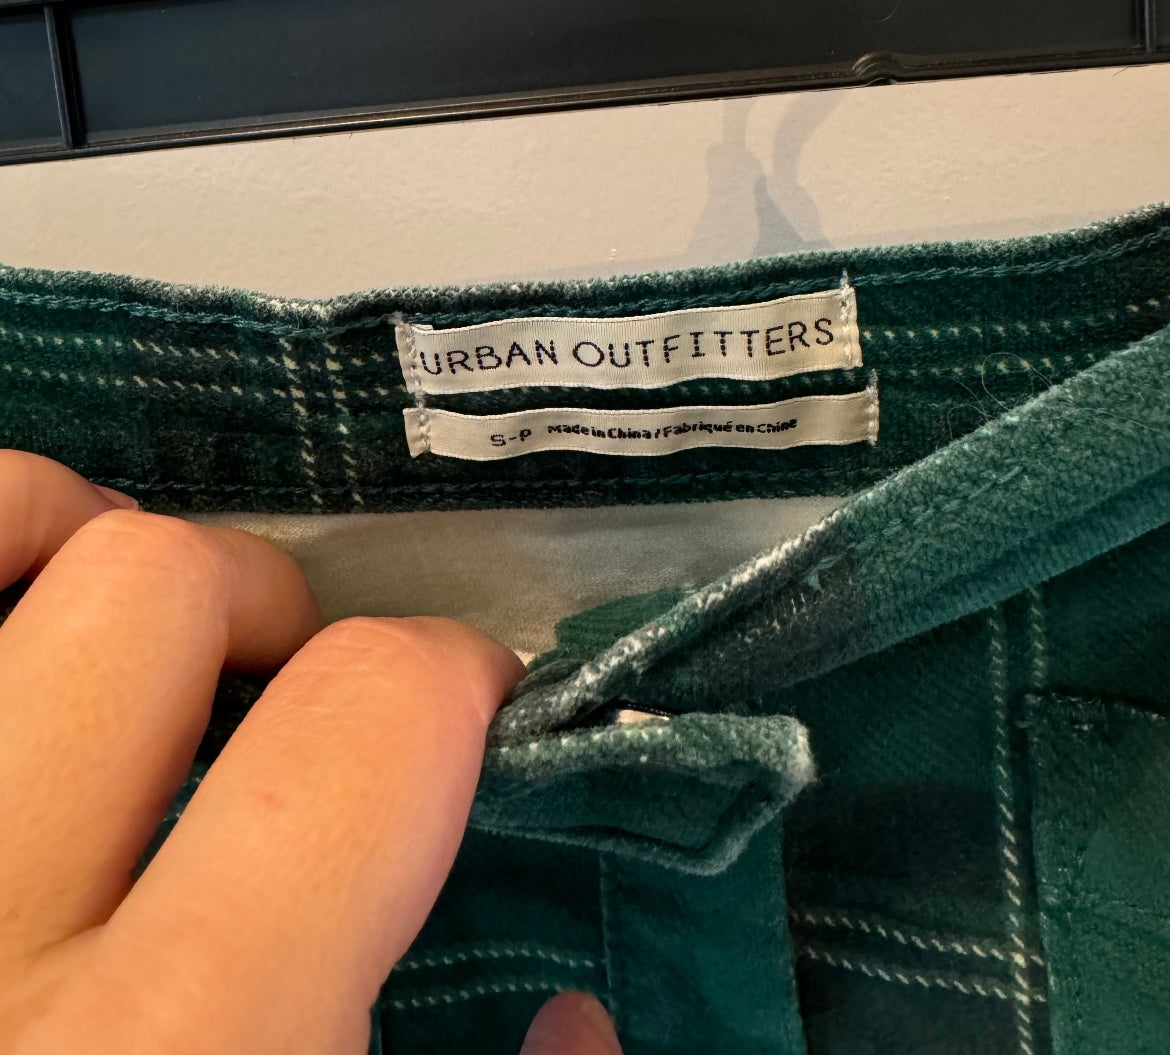 URBAN OUTFITTERS
S-P Made in China / Fabriqué en Chine